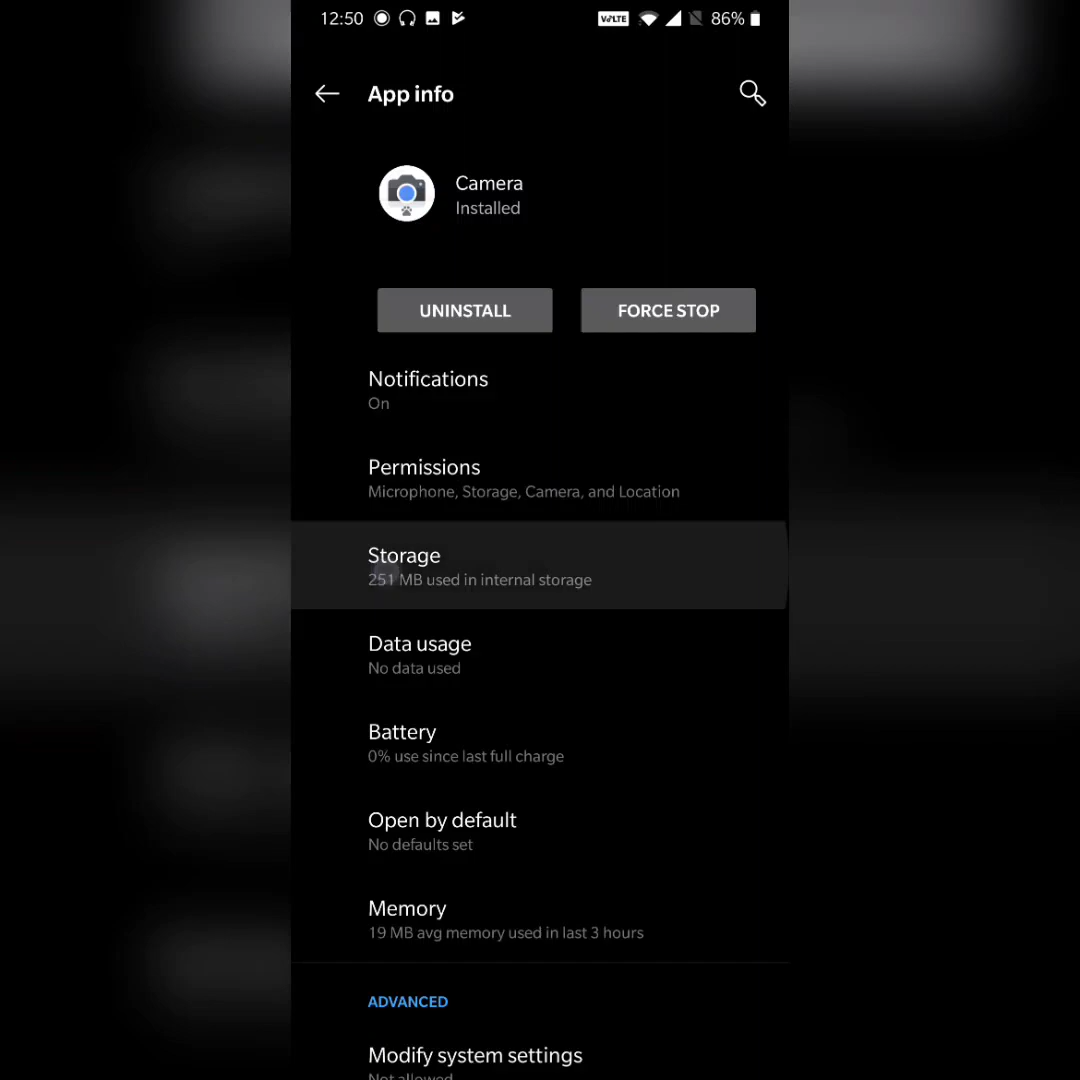 12:50 VoLTE 86%
App info
Camera
Installed
UNINSTALL FORCE STOP
Notifications
On
Permissions
Microphone, Storage, Camera, and Location
Storage
251 MB used in internal storage
Data usage
No data used
Battery
0% use since last full charge
Open by default
No defaults set
Memory
19 MB avg memory used in last 3 hours
ADVANCED
Modify system settings
Not allowed